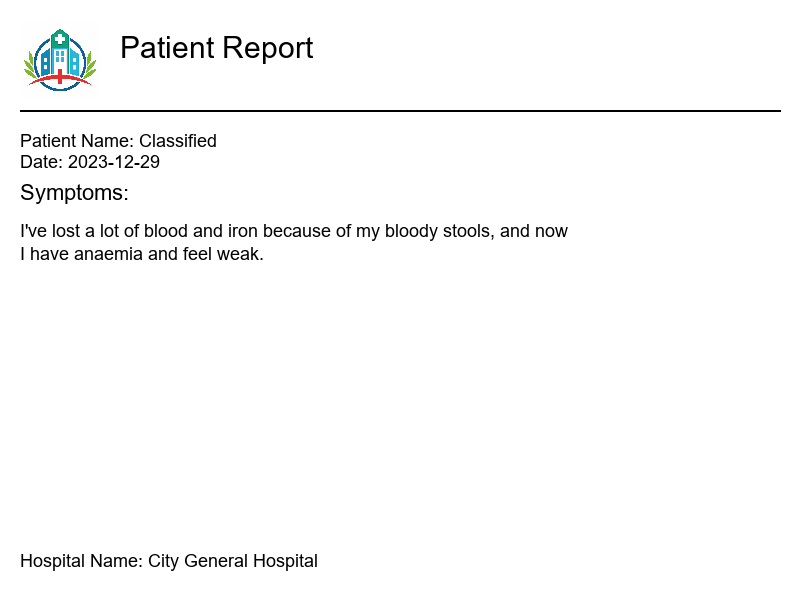 Patient Report
Patient Name: Classified
Date: 2023-12-29
Symptoms:
I've lost a lot of blood and iron because of my bloody stools, and now
I have anaemia and feel weak.
Hospital Name: City General Hospital